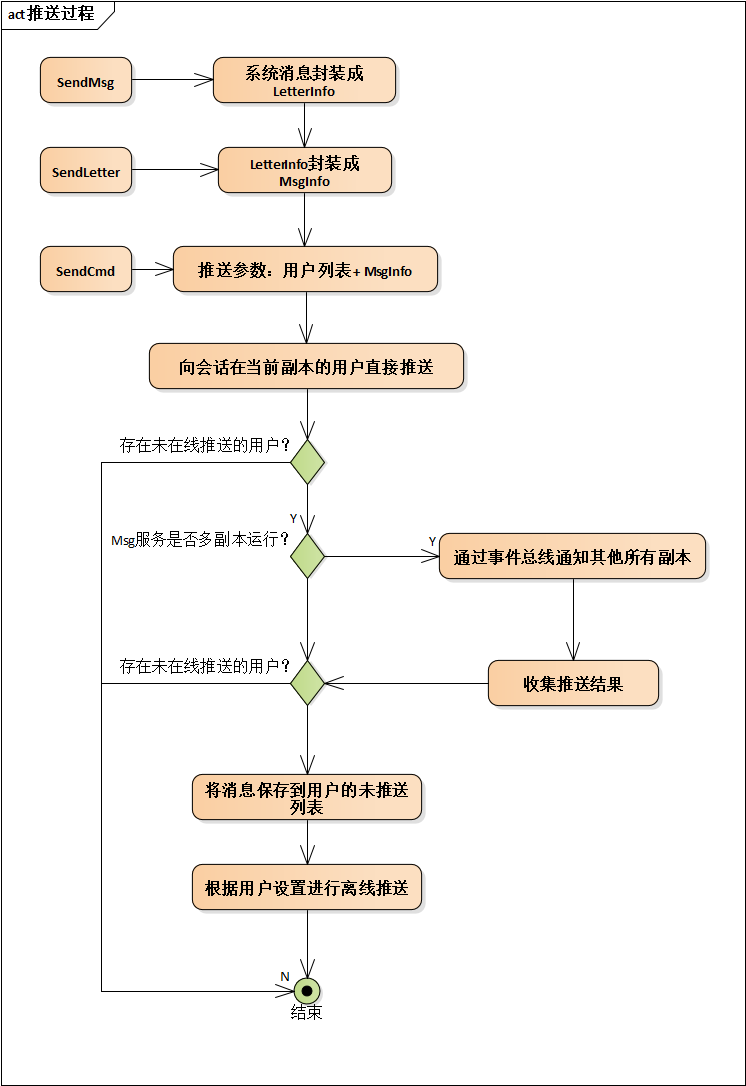 act 推送过程
SendMsg
系统消息封装成
LetterInfo
SendLetter
LetterInfo封装成
MsgInfo
SendCmd
推送参数：用户列表+ MsgInfo
向会话在当前副本的用户直接推送
存在未在线推送的用户？
Y
Msg服务是否多副本运行？
Y
通过事件总线通知其他所有副本
存在未在线推送的用户？
收集推送结果
将消息保存到用户的未推送
列表
根据用户设置进行离线推送
N
结束